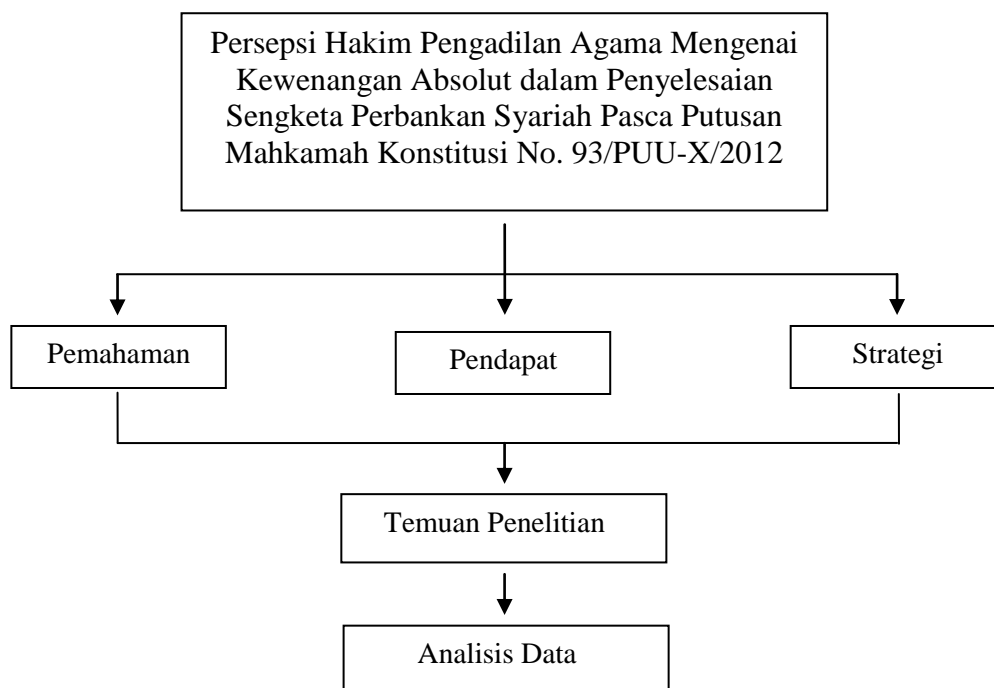 Persepsi Hakim Pengadilan Agama Mengenai
Kewenangan Absolut dalam Penyelesaian
Sengketa Perbankan Syariah Pasca Putusan
Mahkamah Konstitusi No. 93/PUU-X/2012
Pemahaman
Pendapat
Strategi
Temuan Penelitian
Analisis Data